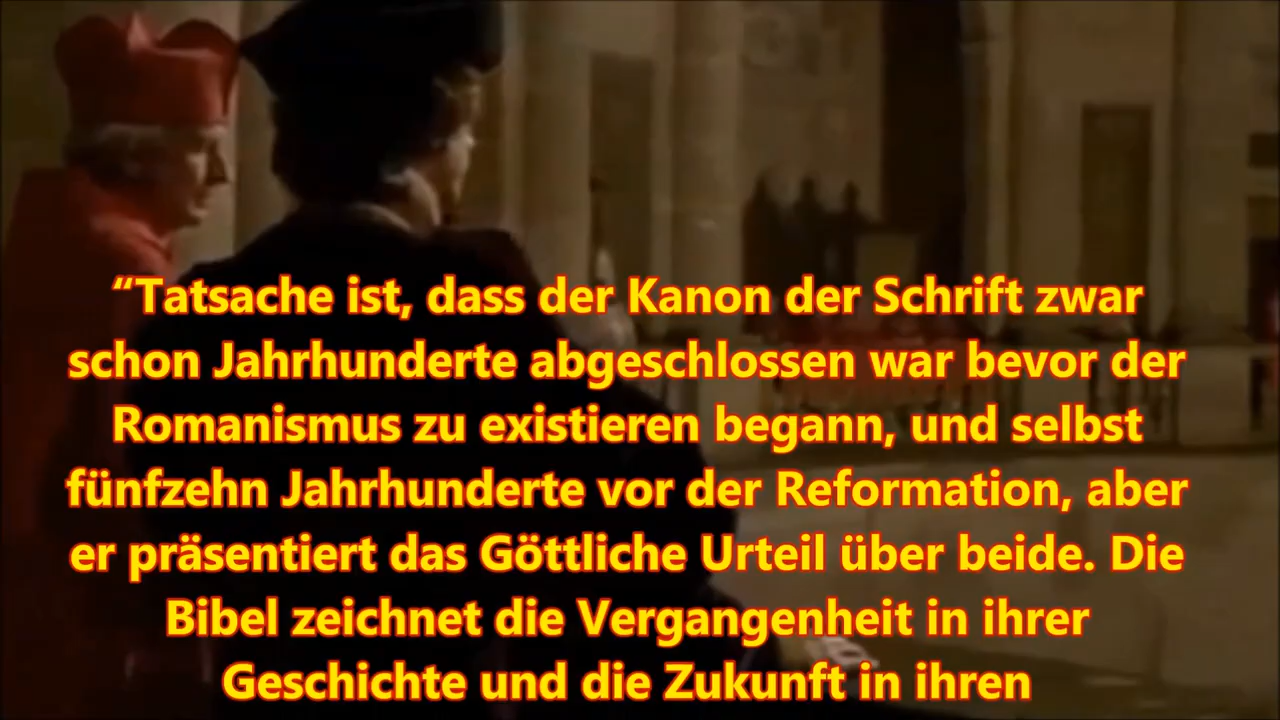 “Tatsache ist, dass der Kanon der Schrift zwar
schon Jahrhunderte abgeschlossen war bevor der
Romanismus zu existieren begann, und selbst
fünfzehn Jahrhunderte vor der Reformation, aber
er präsentiert das Göttliche Urteil über beide. Die
Bibel zeichnet die Vergangenheit in ihrer
Geschichte und die Zukunft in ihren